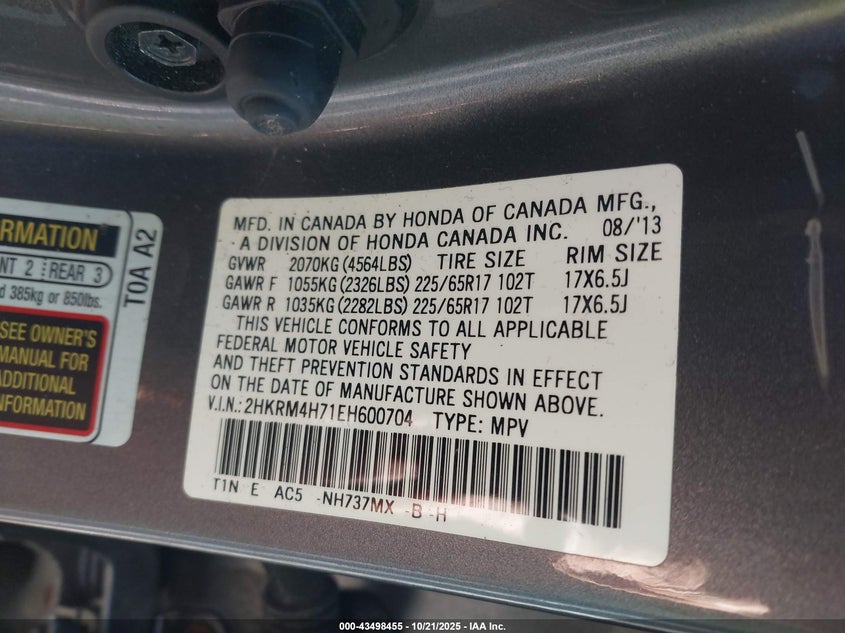 RMATION
NT 2 REAR 3
d 385kg or 850lbs.
SEE OWNER'S
MANUAL FOR
ADDITIONAL
INFORMATION
T0A A2
MFD. IN CANADA BY HONDA OF CANADA MFG.,
A DIVISION OF HONDA CANADA INC. 08/'13
GVWR 2070KG (4564LBS) TIRE SIZE RIM SIZE
GAWR F 1055KG (2326LBS) 225/65R17 102T 17X6.5J
GAWR R 1035KG (2282LBS) 225/65R17 102T 17X6.5J
THIS VEHICLE CONFORMS TO ALL APPLICABLE
FEDERAL MOTOR VEHICLE SAFETY
AND THEFT PREVENTION STANDARDS IN EFFECT
ON THE DATE OF MANUFACTURE SHOWN ABOVE.
V.I.N.: 2HKRM4H71EH600704 TYPE: MPV
T1N E AC5 -NH737MX -B -H
000-43498455 - 10/21/2025 - IAA Inc.